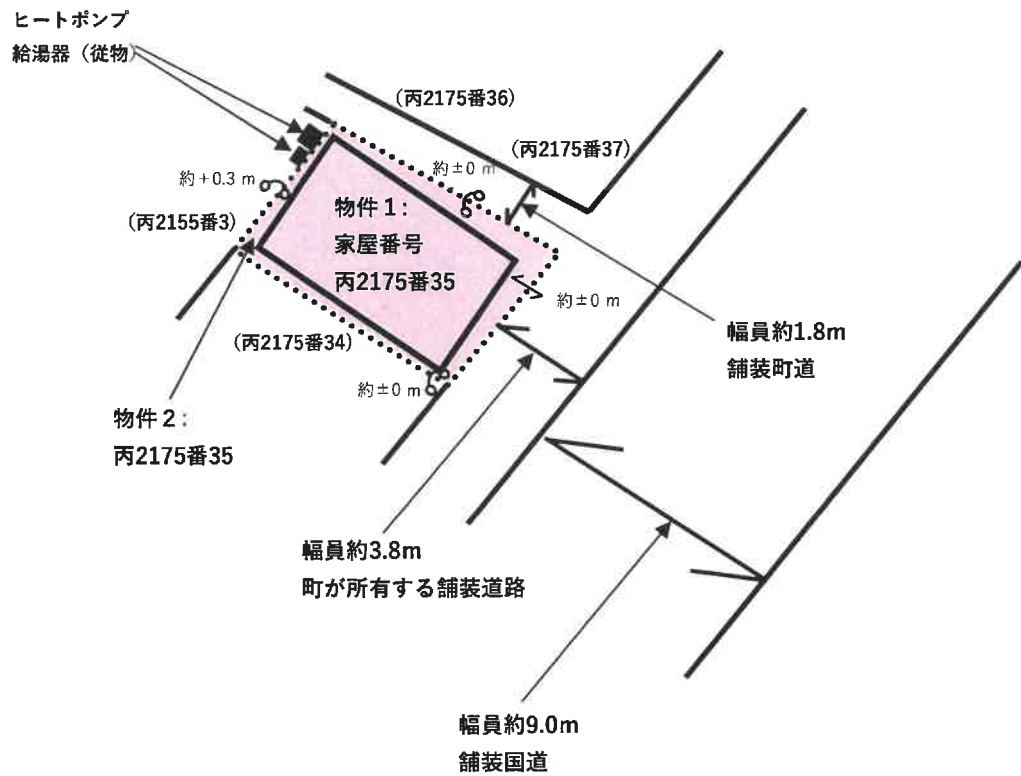 ヒートポンプ
給湯器（従物）
（丙2175番36）
（丙2175番37）
約±0 m
約+0.3 m
（丙2155番3）
物件１：
家屋番号
丙2175番35
約±0 m
（丙2175番34）
約±0 m
幅員約1.8m
舗装町道
物件２：
丙2175番35
幅員約3.8m
町が所有する舗装道路
幅員約9.0m
舗装国道